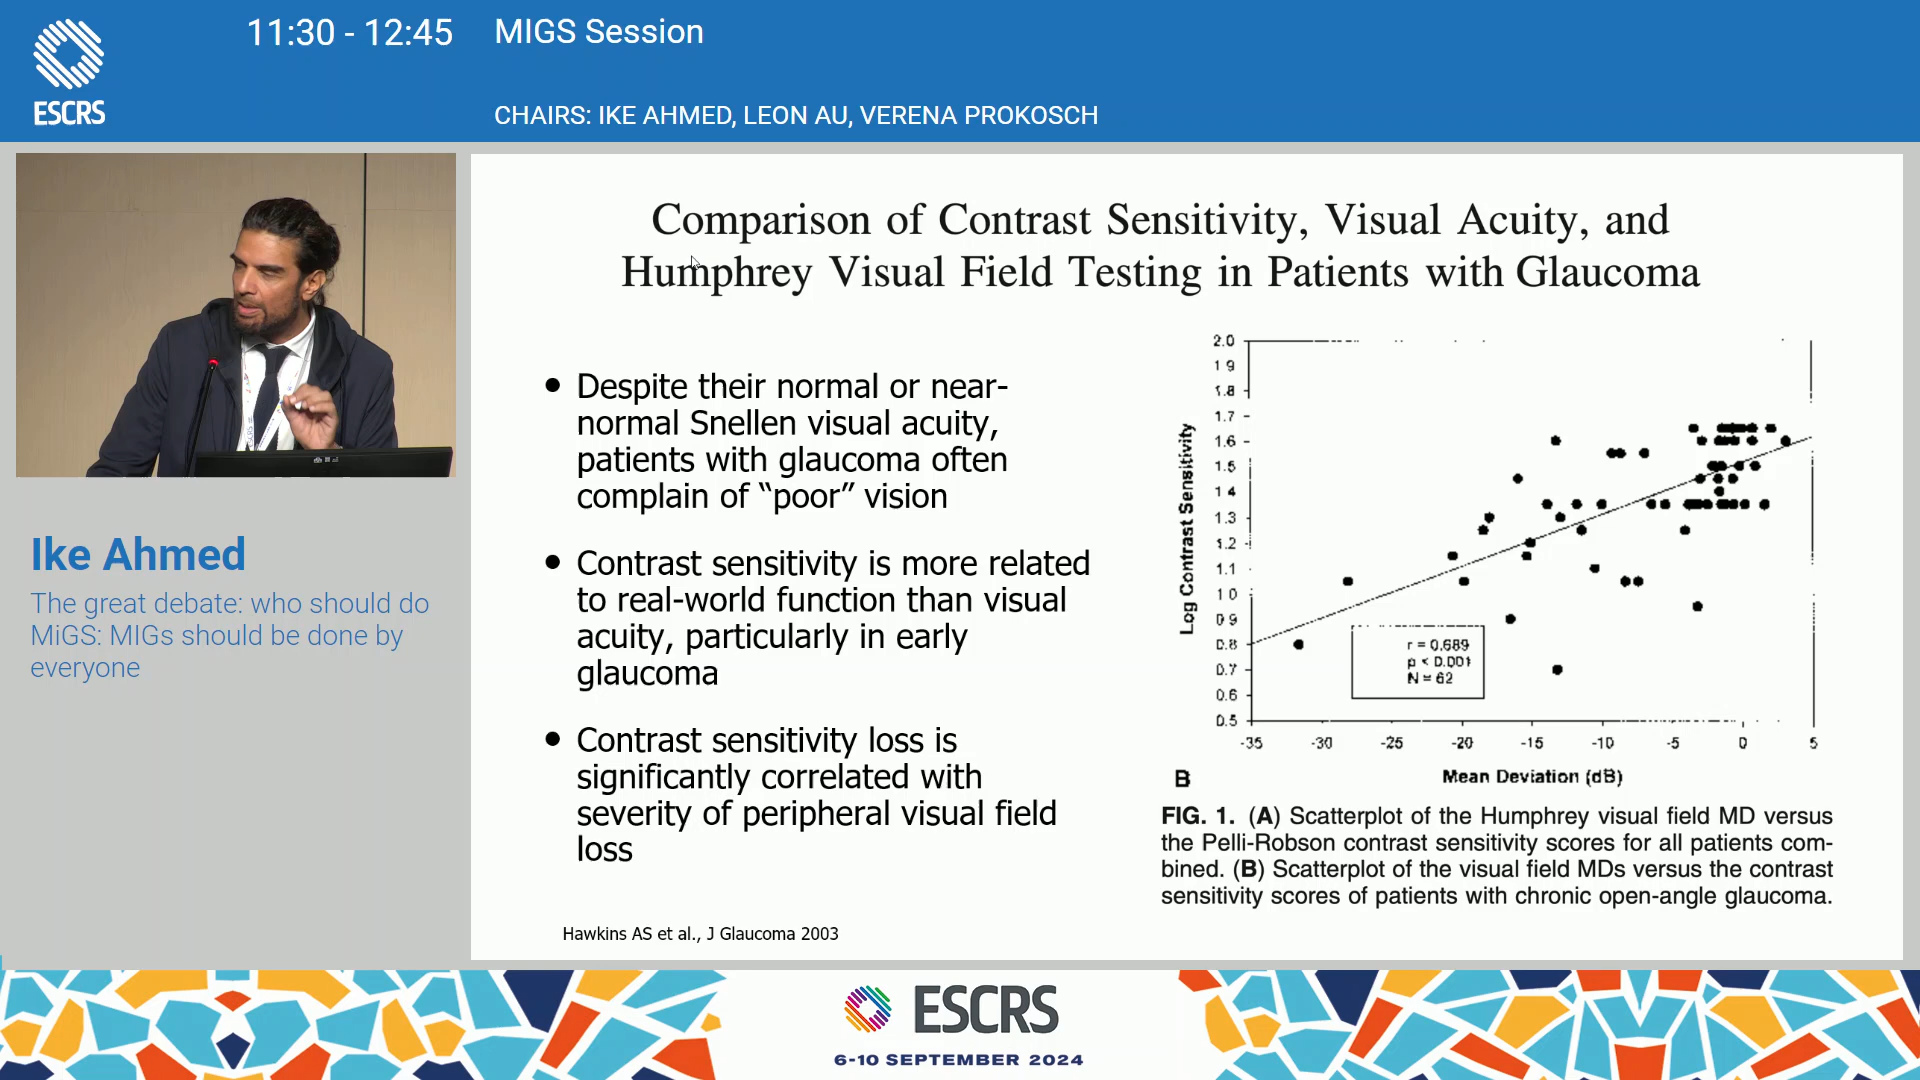 11:30 - 12:45
MIGS Session
ESCRS
CHAIRS: IKE AHMED, LEON AU, VERENA PROKOSCH
Ike Ahmed
The great debate: who should do
MiGS: MIGs should be done by
everyone
Comparison of Contrast Sensitivity, Visual Acuity, and
Humphrey Visual Field Testing in Patients with Glaucoma
• Despite their normal or near-
normal Snellen visual acuity,
patients with glaucoma often
complain of “poor” vision
• Contrast sensitivity is more related
to real-world function than visual
acuity, particularly in early
glaucoma
• Contrast sensitivity loss is
significantly correlated with
severity of peripheral visual field
loss
Hawkins AS et al., J Glaucoma 2003
Log Contrast Sensitivity
2.0
1.9
1.8
1.7
1.6
1.5
1.4
1.3
1.2
1.1
1.0
0.9
0.8
0.7
0.6
0.5
r = 0.689
p < 0.001
N = 62
-35 -30 -25 -20 -15 -10 -5 0 5
B
Mean Deviation (dB)
FIG. 1. (A) Scatterplot of the Humphrey visual field MD versus
the Pelli-Robson contrast sensitivity scores for all patients com-
bined. (B) Scatterplot of the visual field MDs versus the contrast
sensitivity scores of patients with chronic open-angle glaucoma.
ESCRS
6-10 SEPTEMBER 2024